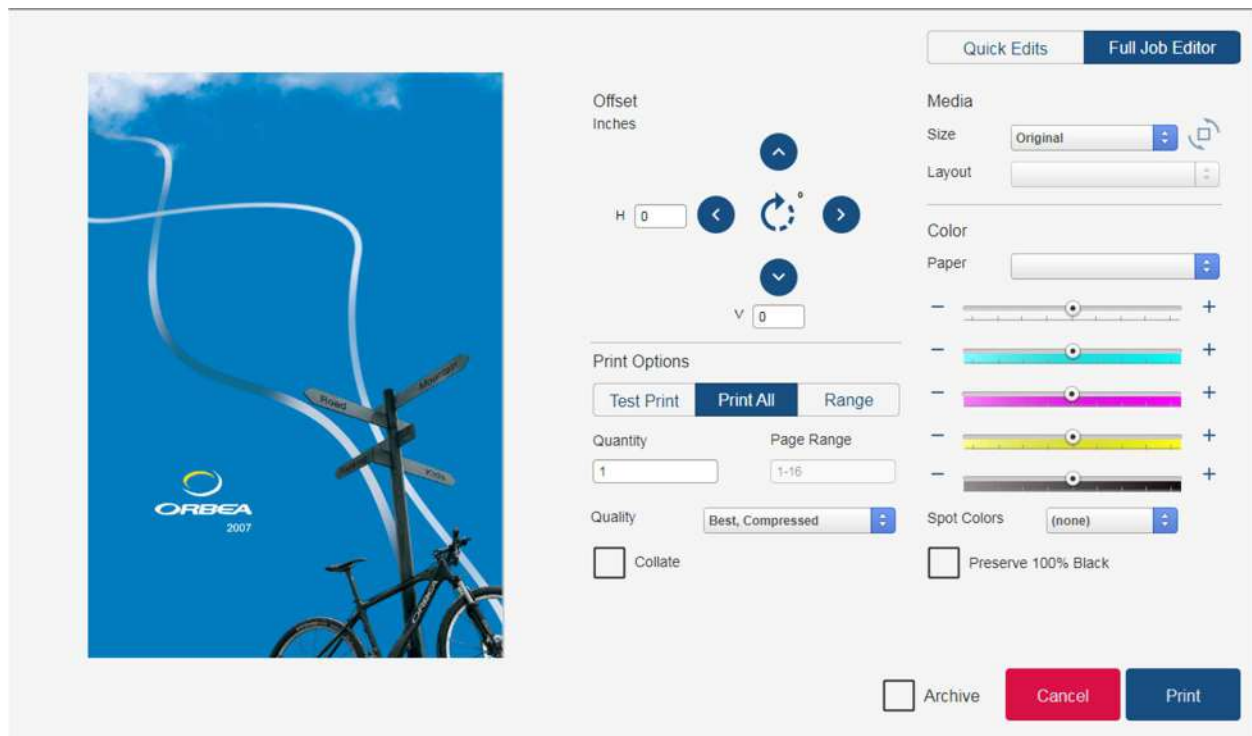 Quick Edits
Full Job Editor
Offset
Inches
H
0
°
V
0
Print Options
Test Print
Print All
Range
Quantity
Page Range
1
1-16
Quality
Best, Compressed
Collate
Media
Size
Original
Layout
Color
Paper
− +
− +
− +
− +
− +
Spot Colors
(none)
Preserve 100% Black
Archive
Cancel
Print
Mountain
Road
Kids
ORBEA
2007
ORBEA